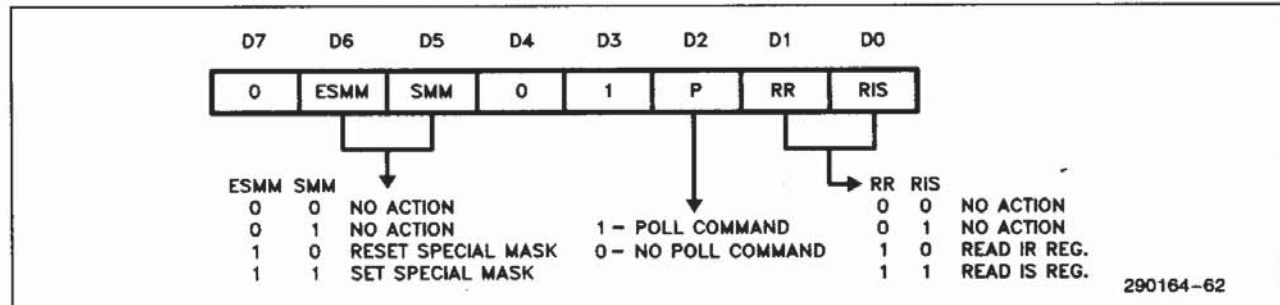 D7 D6 D5 D4 D3 D2 D1 D0
0 ESMM SMM 0 1 P RR RIS
ESMM SMM
0 0 NO ACTION
0 1 NO ACTION
1 0 RESET SPECIAL MASK
1 1 SET SPECIAL MASK
1 - POLL COMMAND
0 - NO POLL COMMAND
RR RIS
0 0 NO ACTION
0 1 NO ACTION
1 0 READ IR REG.
1 1 READ IS REG.
290164-62